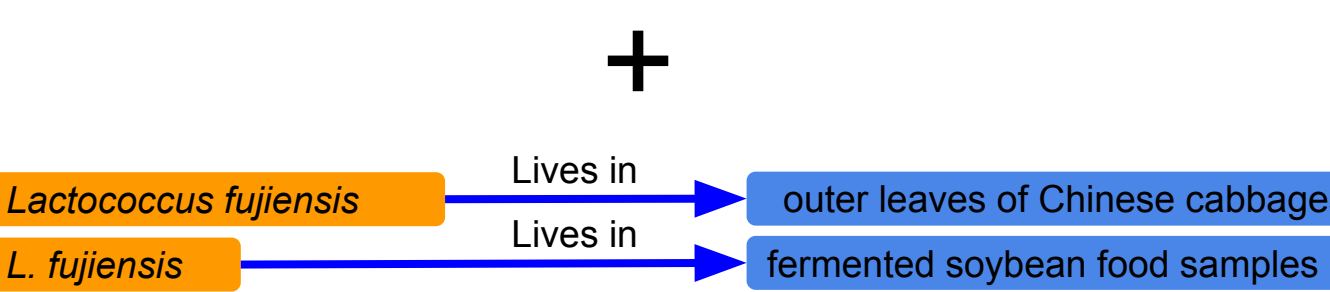 +
Lives in
Lactococcus fujiensis
outer leaves of Chinese cabbage
Lives in
L. fujiensis
fermented soybean food samples